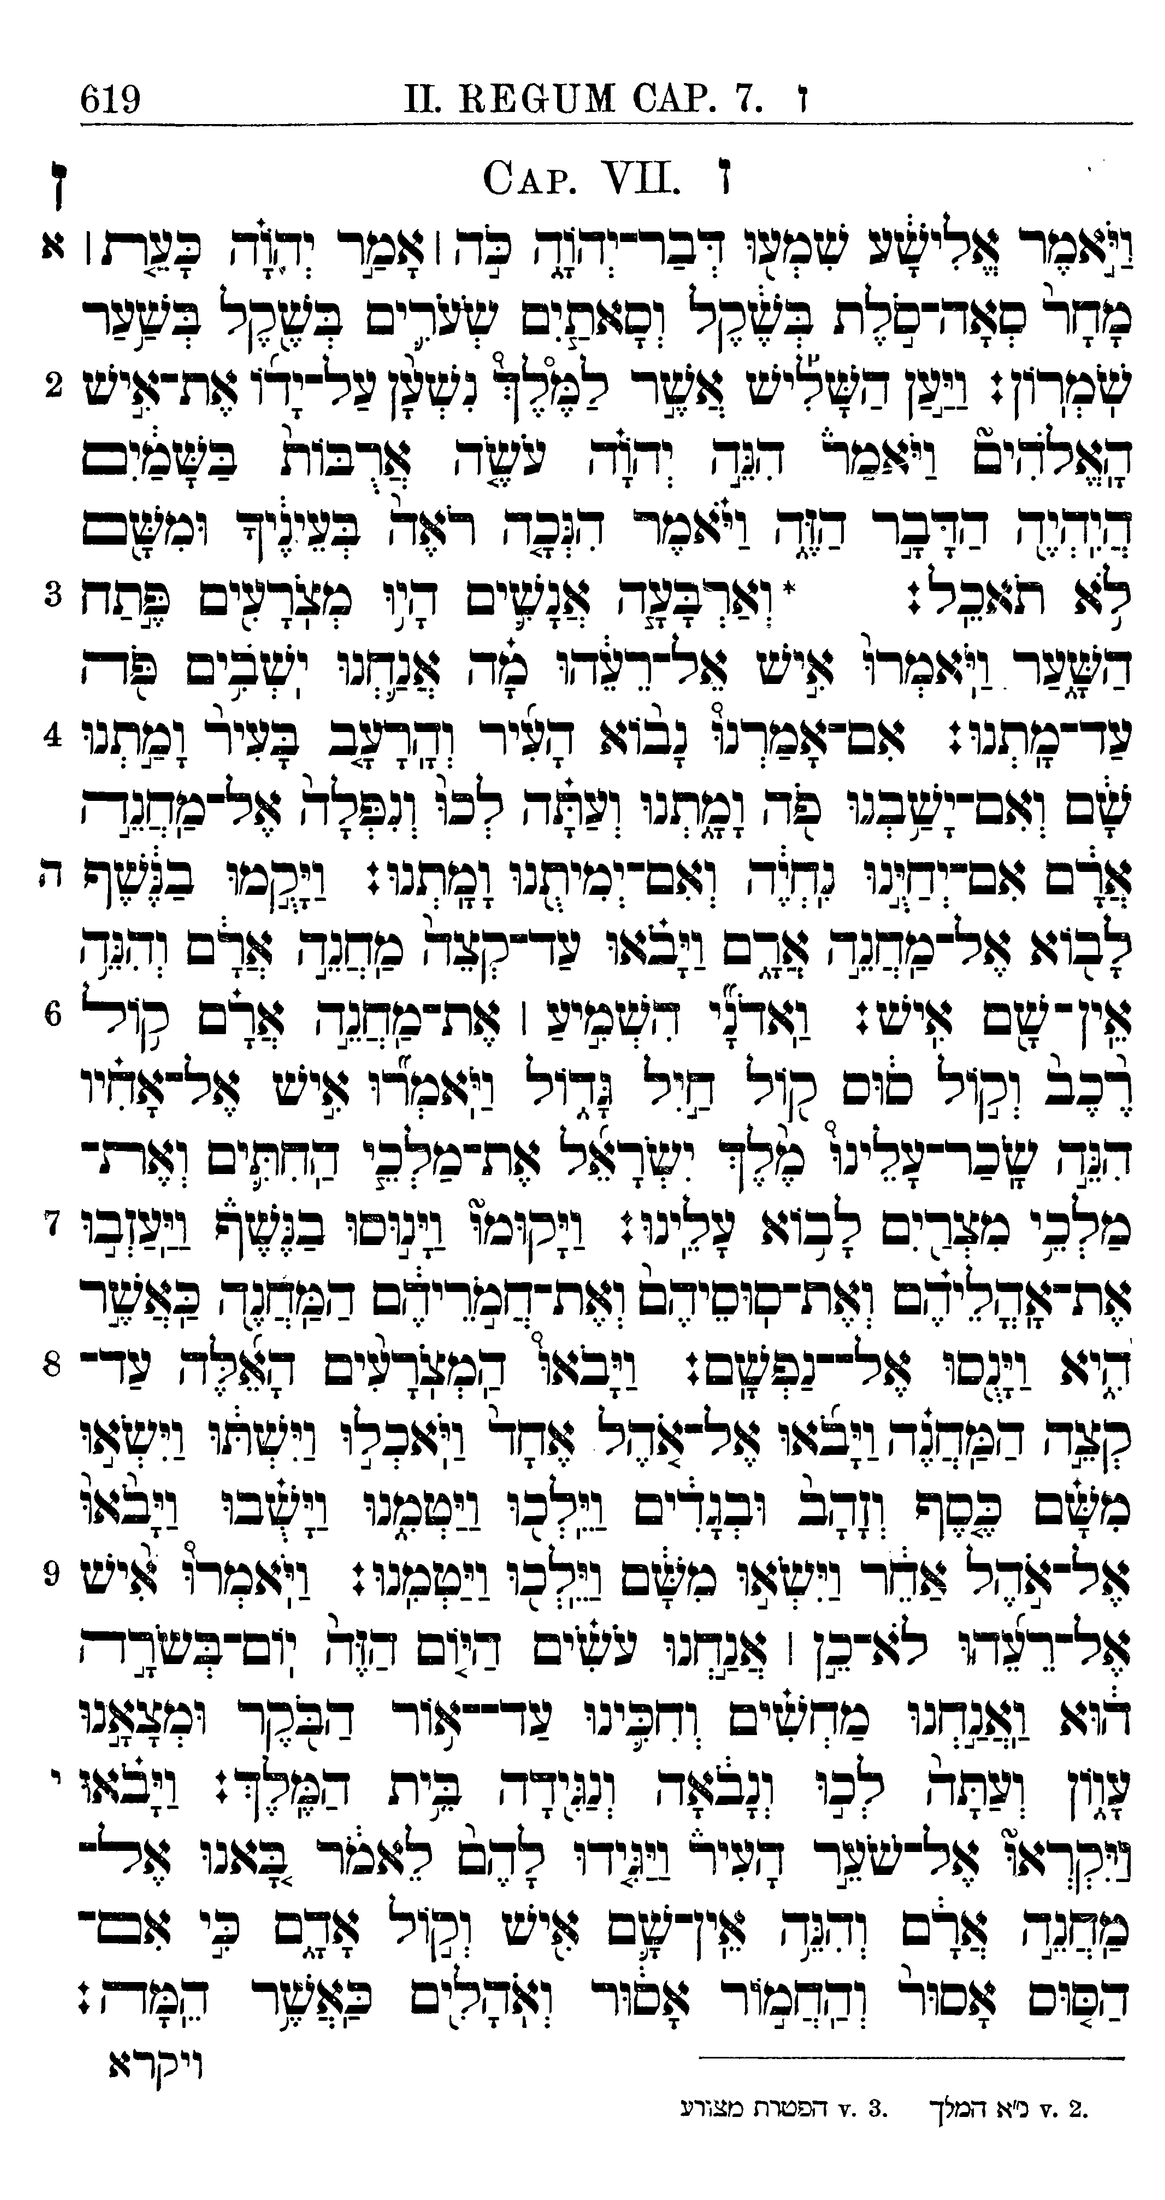 619 II. REGUM CAP. 7. ז
ז CAP. VII. ז
א וַיֹּ֣אמֶר אֱלִישָׁ֔ע שִׁמְע֖וּ דְּבַר־יְהוָֹ֑ה כֹּ֣ה ׀ אָמַ֣ר יְהוָֹ֗ה כָּעֵ֤ת ׀
מָחָר֙ סְאָה־סֹ֣לֶת בְּשֶׁ֔קֶל וְסָאתַ֧יִם שְׂעֹרִ֛ים בְּשֶׁ֖קֶל בְּשַׁ֥עַר
2 שֹׁמְרֽוֹן׃ וַיַּ֣עַן הַשָּׁלִ֡ישׁ אֲשֶׁ֣ר לַמֶּלֶךְ֩ נִשְׁעָ֨ן עַל־יָד֜וֹ אֶת־אִ֣ישׁ
הָֽאֱלֹהִים֮ וַיֹּאמַר֒ הִנֵּ֣ה יְהוָֹ֗ה עֹשֶׂ֤ה אֲרֻבּוֹת֙ בַּשָּׁמַ֔יִם
הֲיִֽהְיֶ֖ה הַדָּבָ֣ר הַזֶּ֑ה וַיֹּ֗אמֶר הִנְּכָ֤ה רֹאֶה֙ בְּעֵינֶ֔יךָ וּמִשָּׁ֖ם
3 לֹ֥א תֹאכֵֽל׃ *וְאַרְבָּעָ֧ה אֲנָשִׁ֛ים הָי֥וּ מְצֹרָעִ֖ים פֶּ֣תַח
הַשָּׁ֑עַר וַיֹּֽאמְרוּ֙ אִ֣ישׁ אֶל־רֵעֵ֔הוּ מָ֗ה אֲנַ֛חְנוּ יֽשְׁבִ֥ים פֹּ֖ה
4 עַד־מָֽתְנוּ׃ אִם־אָמַרְנוּ֩ נָב֨וֹא הָעִ֜יר וְהָֽרָעָ֤ב בָּעִיר֙ וָמַ֣תְנוּ
שָׁ֔ם וְאִם־יָשַׁ֥בְנוּ פֹ֖ה וָמָ֑תְנוּ וְעַתָּ֗ה לְכוּ֙ וְנִפְּלָה֙ אֶל־מַֽחֲנֵ֣ה
ה אֲרָ֔ם אִם־יְחַיֻּ֣נוּ נִֽחְיֶ֔ה וְאִם־יְמִיתֻ֖נוּ וָמָֽתְנוּ׃ וַיָּקֻ֣מוּ בַנֶּ֔שֶׁף
לָב֖וֹא אֶל־מַֽחֲנֵ֣ה אֲרָ֑ם וַיָּבֹ֗אוּ עַד־קְצֵה֙ מַֽחֲנֵ֣ה אֲרָ֔ם וְהִנֵּ֥ה
6 אֵֽין־שָׁ֖ם אִֽישׁ׃ וַֽאדֹנָ֞י הִשְׁמִ֣יעַ ׀ אֶת־מַֽחֲנֵ֣ה אֲרָ֗ם ק֥וֹל
רֶ֨כֶב֙ וְק֣וֹל ס֔וּס ק֖וֹל חַ֣יִל גָּד֑וֹל וַיֹּֽאמְר֞וּ אִ֣ישׁ אֶל־אָחִ֗יו
הִנֵּ֣ה שָֽׂכַר־עָלֵינוּ֩ מֶ֨לֶךְ יִשְׂרָאֵ֜ל אֶת־מַלְכֵ֧י הַֽחִתִּ֛ים וְאֶת־
7 מַלְכֵ֥י מִצְרַ֖יִם לָב֥וֹא עָלֵֽינוּ׃ וַיָּקוּמוּ֮ וַיָּנ֣וּסוּ בַנֶּשֶׁף֒ וַיַּֽעַזְב֣וּ
אֶת־אָֽהֳלֵיהֶ֗ם וְאֶת־סֽוּסֵיהֶם֙ וְאֶת־חֲמֹ֣רֵיהֶ֔ם הַמַּֽחֲנֶ֖ה כַּֽאֲשֶׁ֣ר
8 הִ֑יא וַיָּנֻ֖סוּ אֶל־נַפְשָֽׁם׃ וַיָּבֹאוּ֩ הַֽמְצֹֽרָעִ֨ים הָאֵ֜לֶּה עַד־
קְצֵ֣ה הַֽמַּחֲנֶ֗ה וַיָּבֹ֜אוּ אֶל־אֹ֤הֶל אֶחָד֙ וַיֹּֽאכְל֣וּ וַיִּשְׁתּ֔וּ וַיִּשְׂא֣וּ
מִשָּׁ֗ם כֶּ֤סֶף וְזָהָב֙ וּבְגָדִ֔ים וַיֵּֽלְכ֖וּ וַיַּטְמִ֑נוּ וַיָּשֻׁ֗בוּ וַיָּבֹ֨אוּ֙
9 אֶל־אֹ֣הֶל אַחֵ֔ר וַיִּשְׂא֣וּ מִשָּׁ֔ם וַיֵּֽלְכ֖וּ וַיַּטְמִֽנוּ׃ וַיֹּֽאמְרוּ֩ אִ֨ישׁ
אֶל־רֵעֵ֜הוּ לֹא־כֵ֣ן ׀ אֲנַ֣חְנוּ עֹשִׂ֗ים הַיּ֤וֹם הַזֶּה֙ יֽוֹם־בְּשֹׂרָ֣ה
ה֔וּא וַֽאֲנַ֣חְנוּ מַחְשִׁ֗ים וְחִכִּ֛ינוּ עַד־א֥וֹר הַבֹּ֖קֶר וּמְצָאָ֣נוּ
י עָו֑וֹן וְעַתָּה֙ לְכ֣וּ וְנָבֹ֔אָה וְנַגִּ֖ידָה בֵּ֥ית הַמֶּֽלֶךְ׃ וַיָּבֹ֗אוּ
וַֽיִּקְרְאוּ֮ אֶל־שֹׁעֵ֣ר הָעִיר֒ וַיַּגִּ֤ידוּ לָהֶם֙ לֵאמֹ֔ר בָּ֚אנוּ אֶל־
מַֽחֲנֵ֣ה אֲרָ֔ם וְהִנֵּ֥ה אֵֽין־שָׁ֛ם אִ֖ישׁ וְק֣וֹל אָדָ֑ם כִּ֣י אִם־
הַסּ֤וּס אָסוּר֙ וְהַֽחֲמ֣וֹר אָס֔וּר וְאֹֽהָלִ֖ים כַּֽאֲשֶׁ֥ר הֵֽמָּה׃
ויקרא
v. 2. נ״א המלך v. 3. הפטרת מצורע